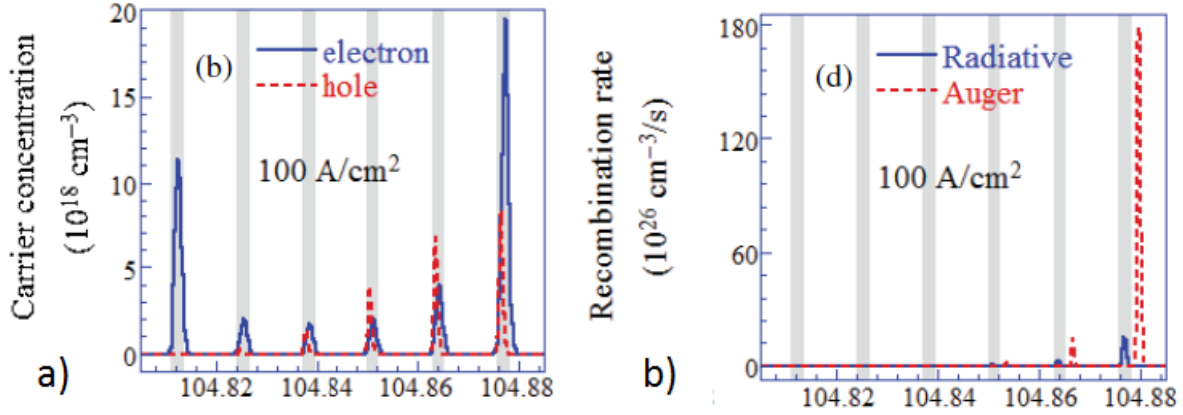 Carrier concentration
(10¹⁸ cm⁻³)
20
15
10
5
0
(b)
electron
hole
100 A/cm²
104.82
104.84
104.86
104.88
a)
Recombination rate
(10²⁶ cm⁻³/s)
180
120
60
0
(d)
Radiative
Auger
100 A/cm²
104.82
104.84
104.86
104.88
b)